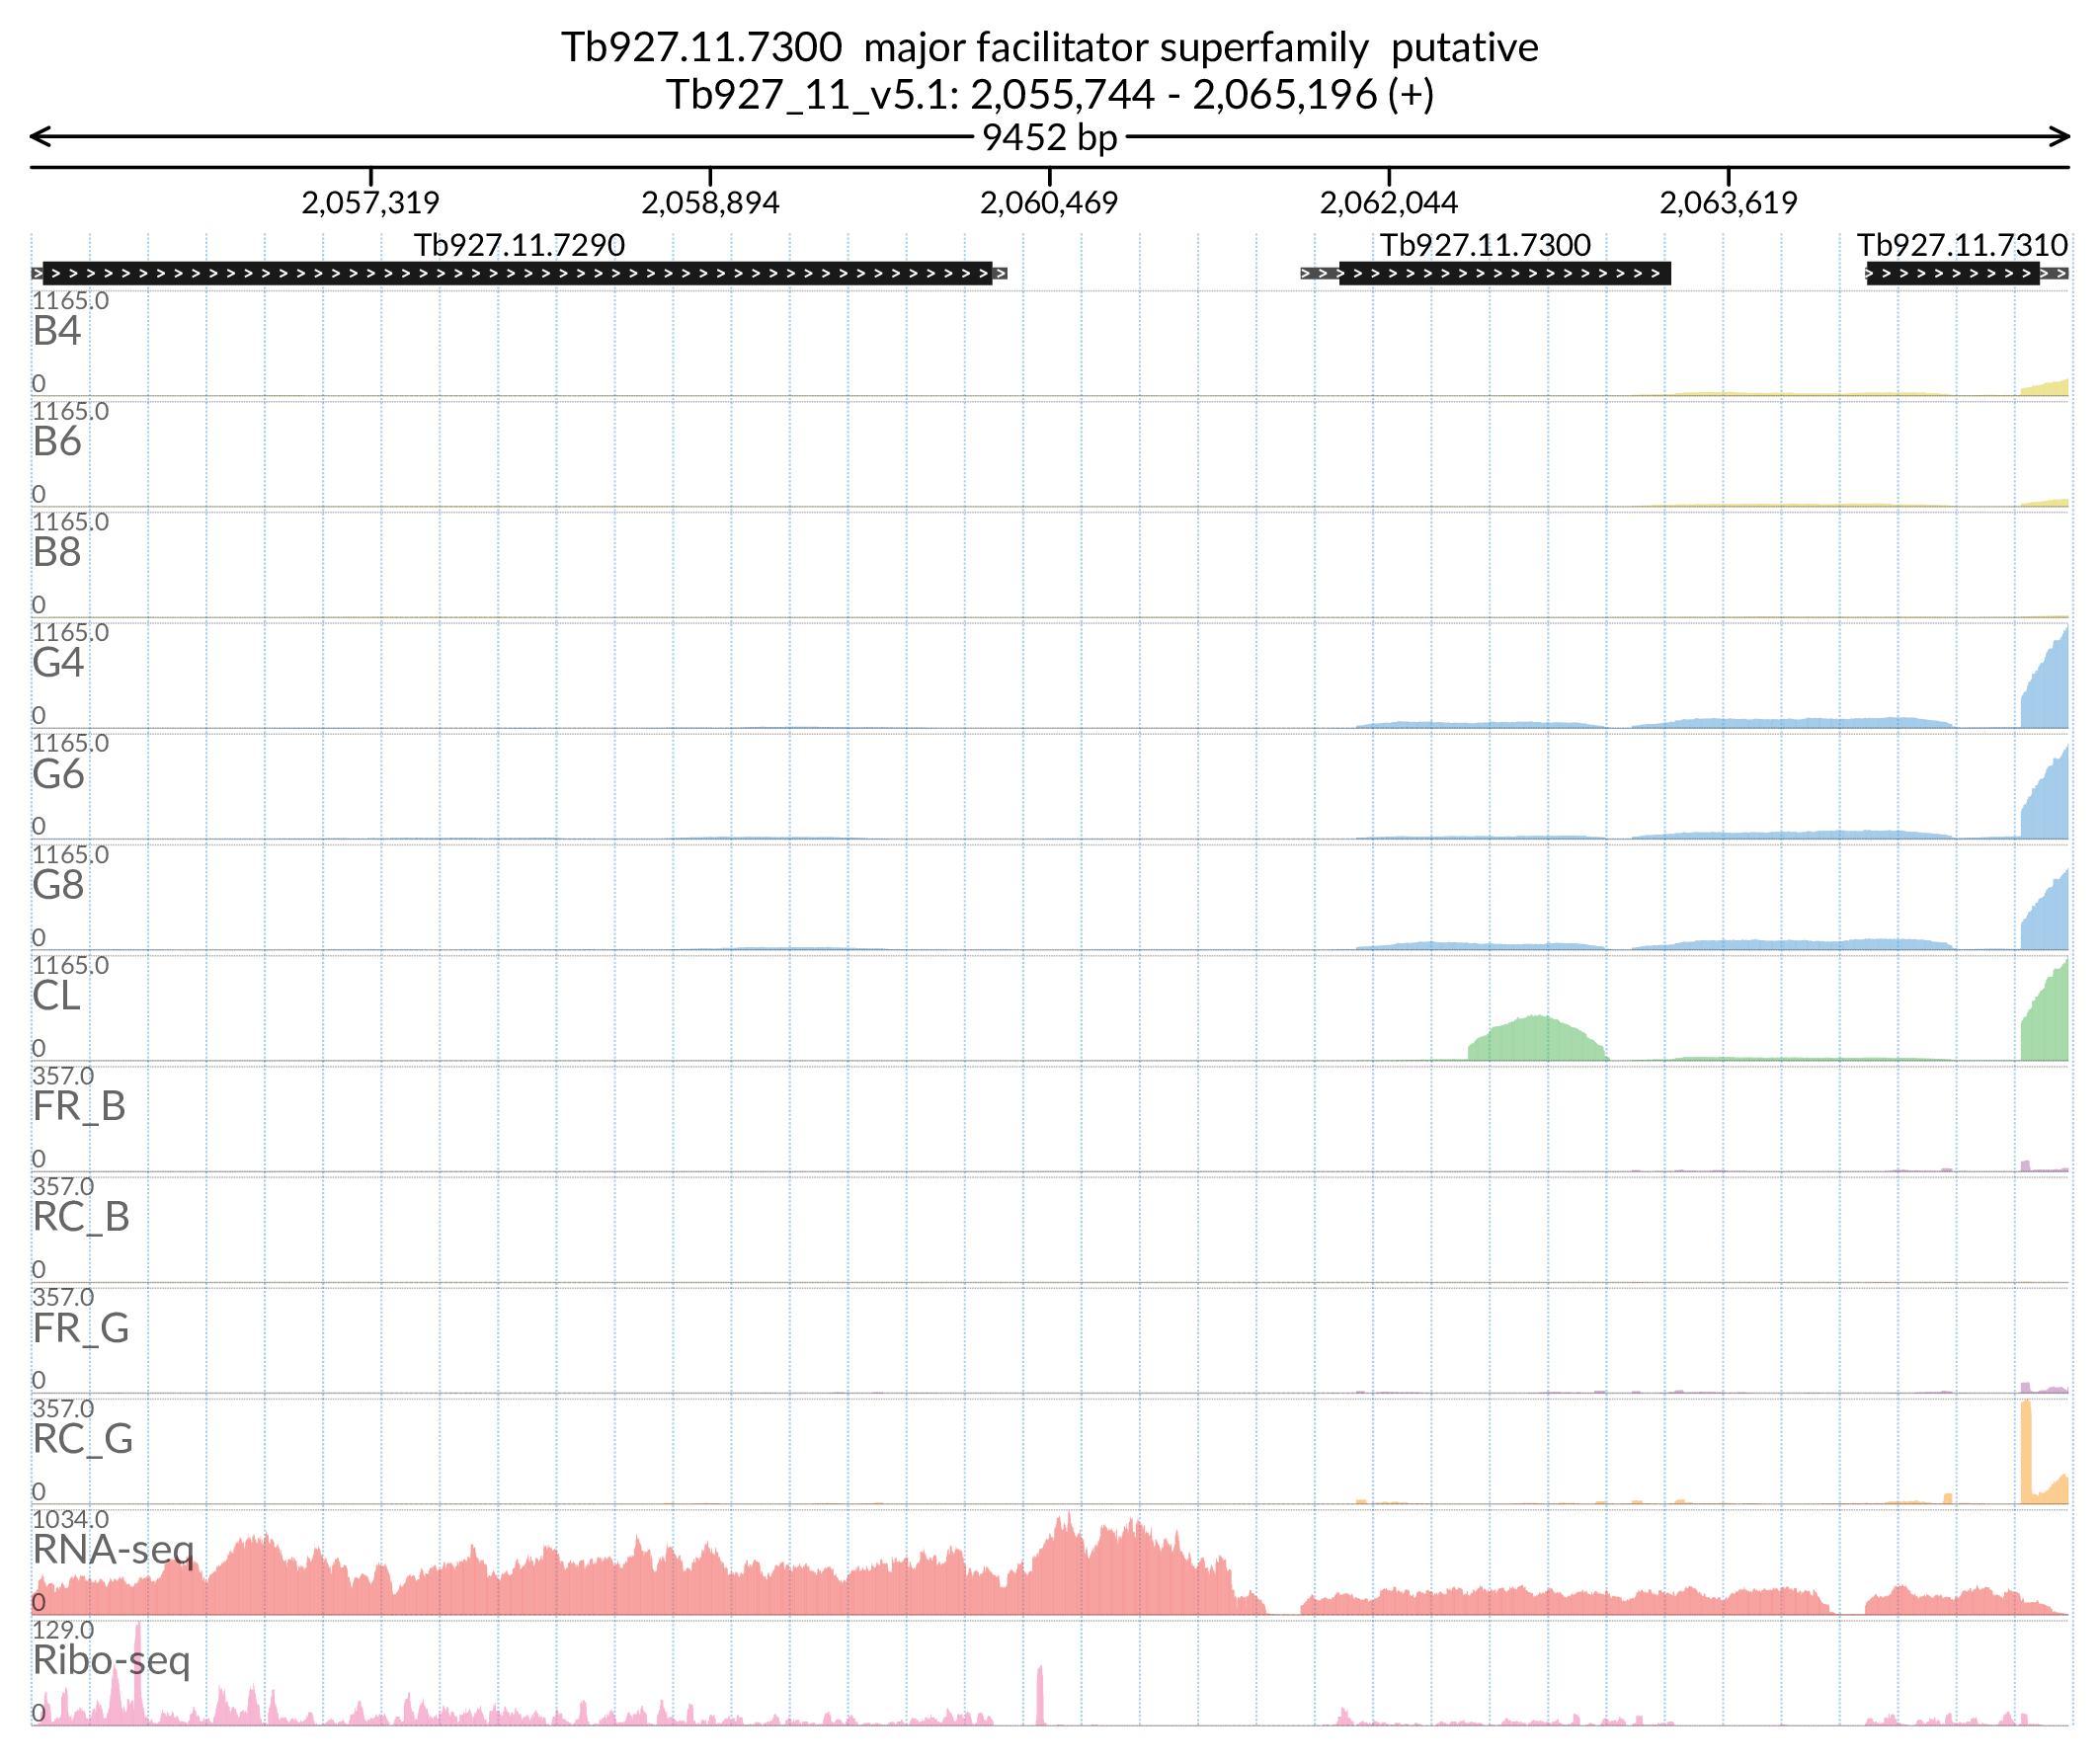 Tb927.11.7300 major facilitator superfamily putative
Tb927_11_v5.1: 2,055,744 - 2,065,196 (+)
9452 bp
2,057,319 2,058,894 2,060,469 2,062,044 2,063,619
Tb927.11.7290 Tb927.11.7300 Tb927.11.7310
1165.0
B4
0
1165.0
B6
0
1165.0
B8
0
1165.0
G4
0
1165.0
G6
0
1165.0
G8
0
1165.0
CL
0
357.0
FR_B
0
357.0
RC_B
0
357.0
FR_G
0
357.0
RC_G
0
1034.0
RNA-seq
0
129.0
Ribo-seq
0